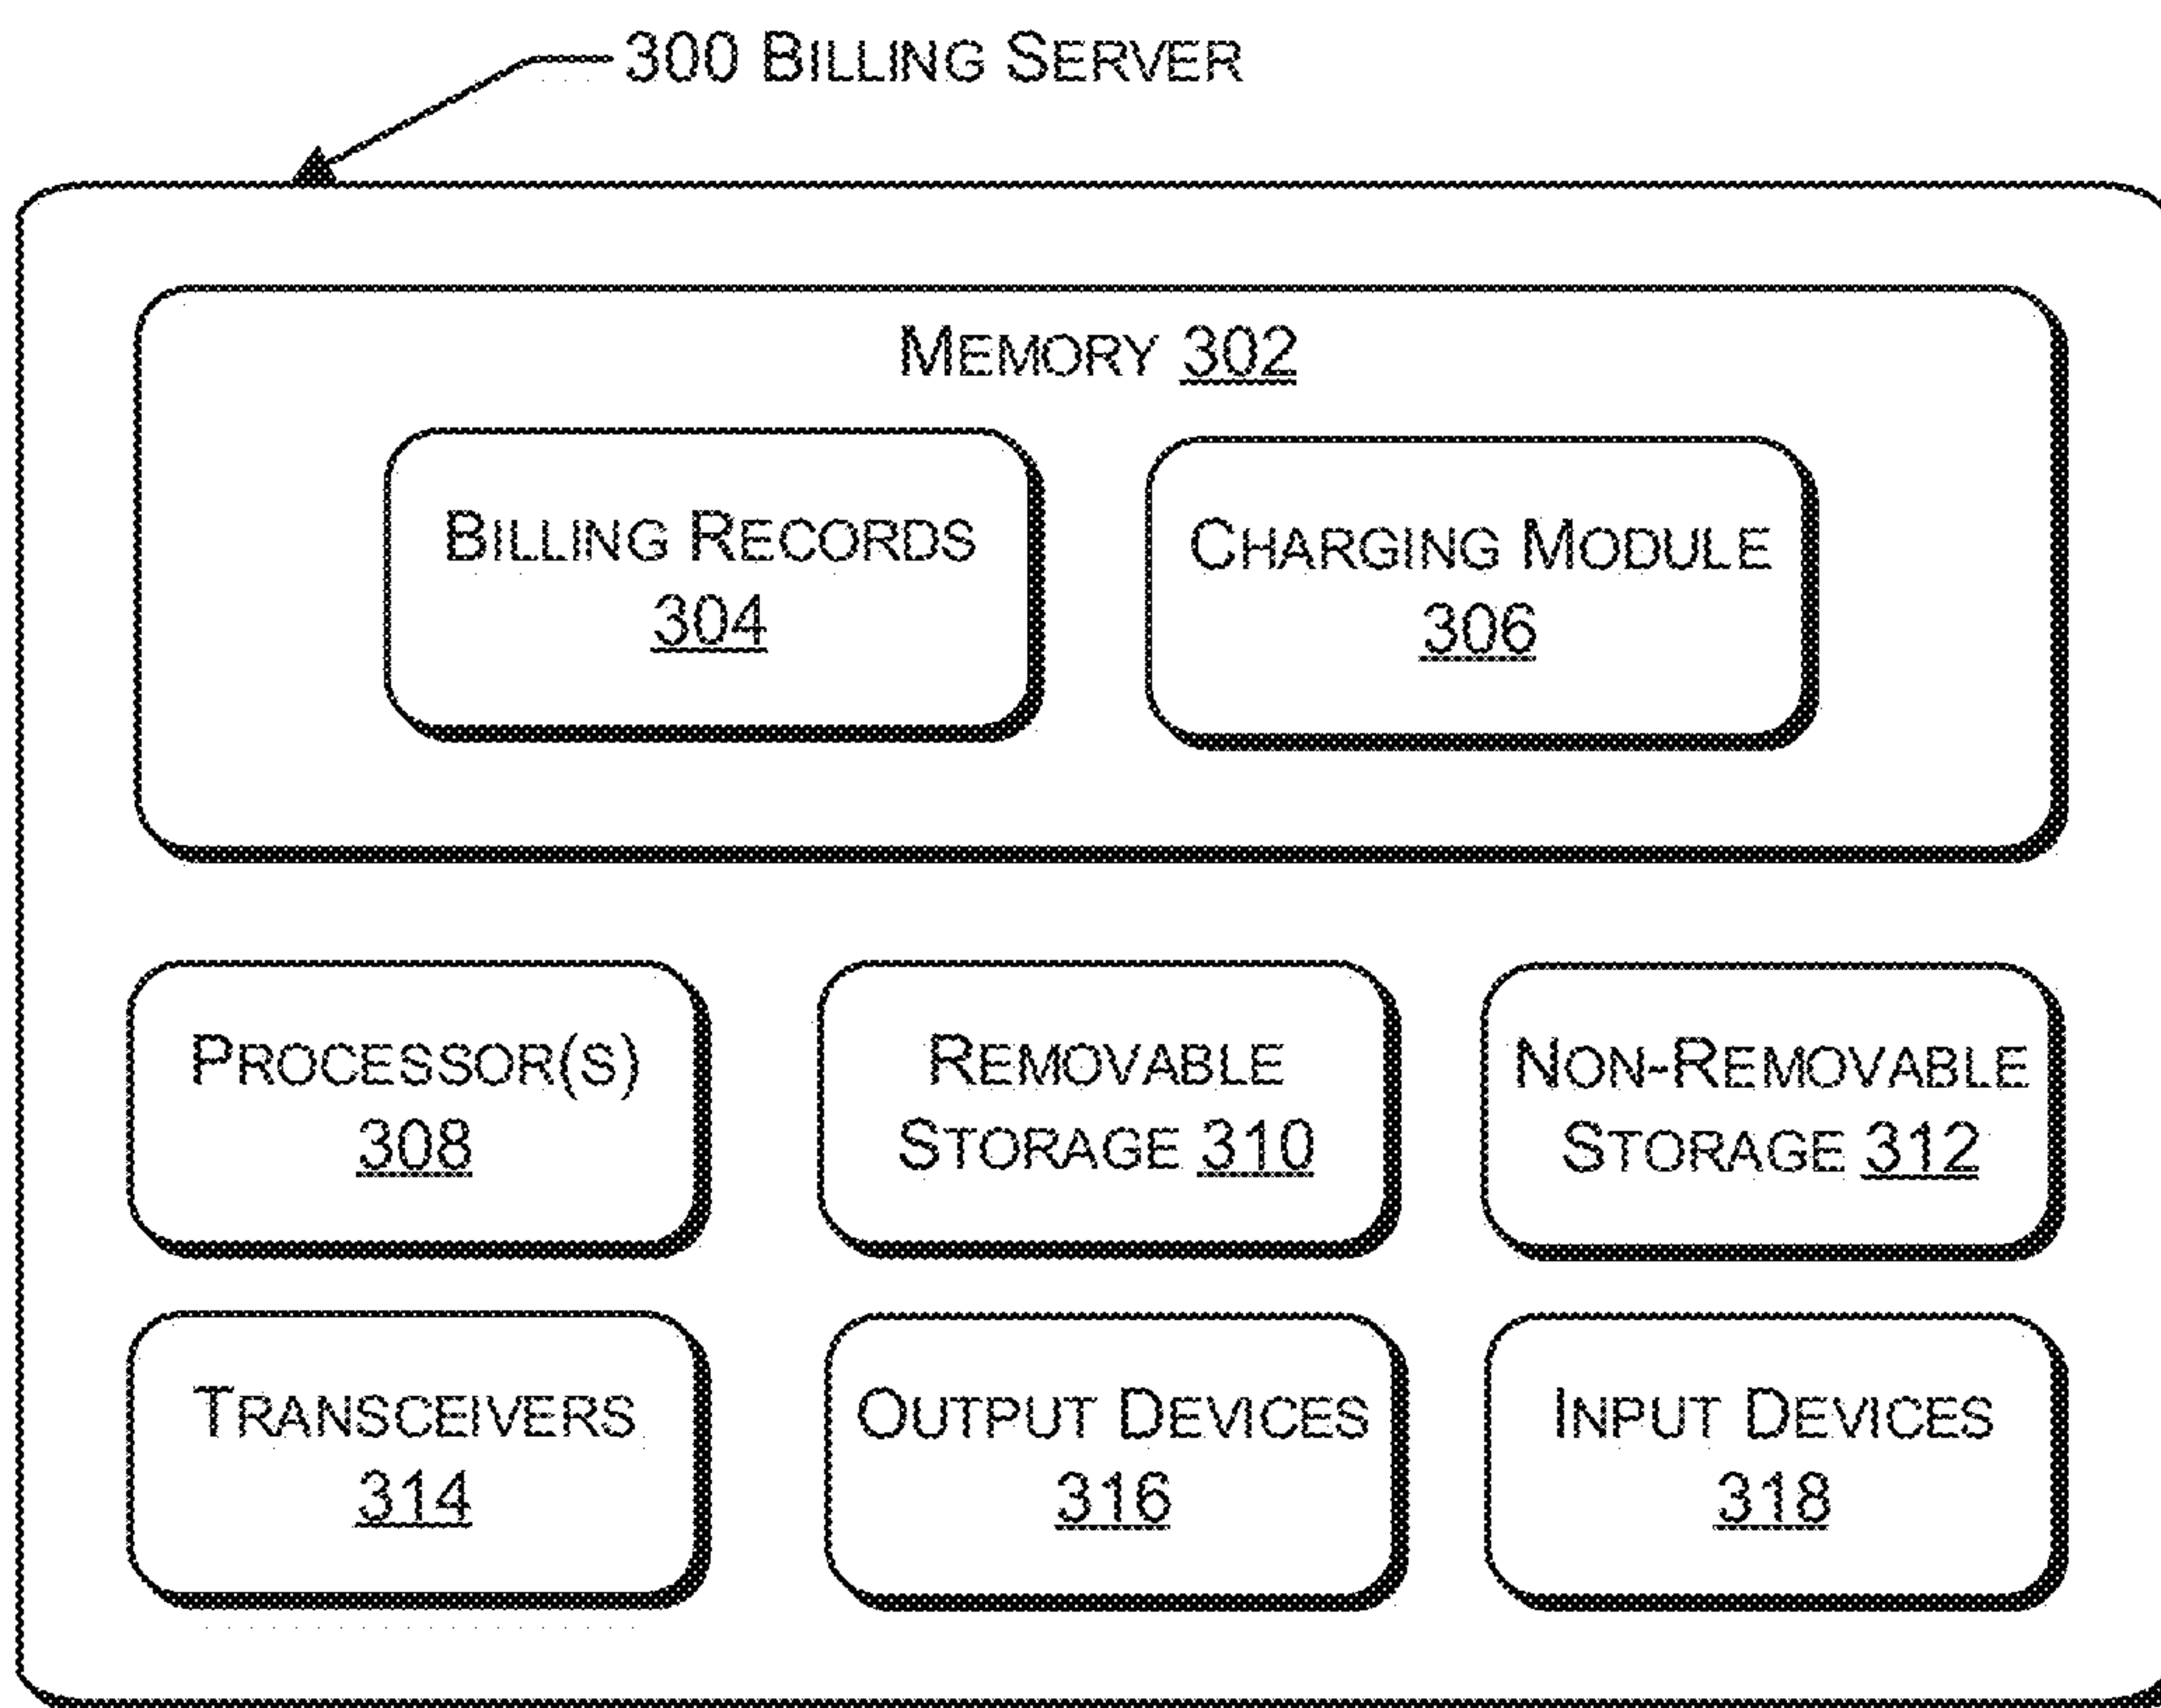 300 BILLING SERVER
MEMORY 302
BILLING RECORDS
304
CHARGING MODULE
306
PROCESSOR(S)
308
REMOVABLE
STORAGE 310
NON-REMOVABLE
STORAGE 312
TRANSCEIVERS
314
OUTPUT DEVICES
316
INPUT DEVICES
318